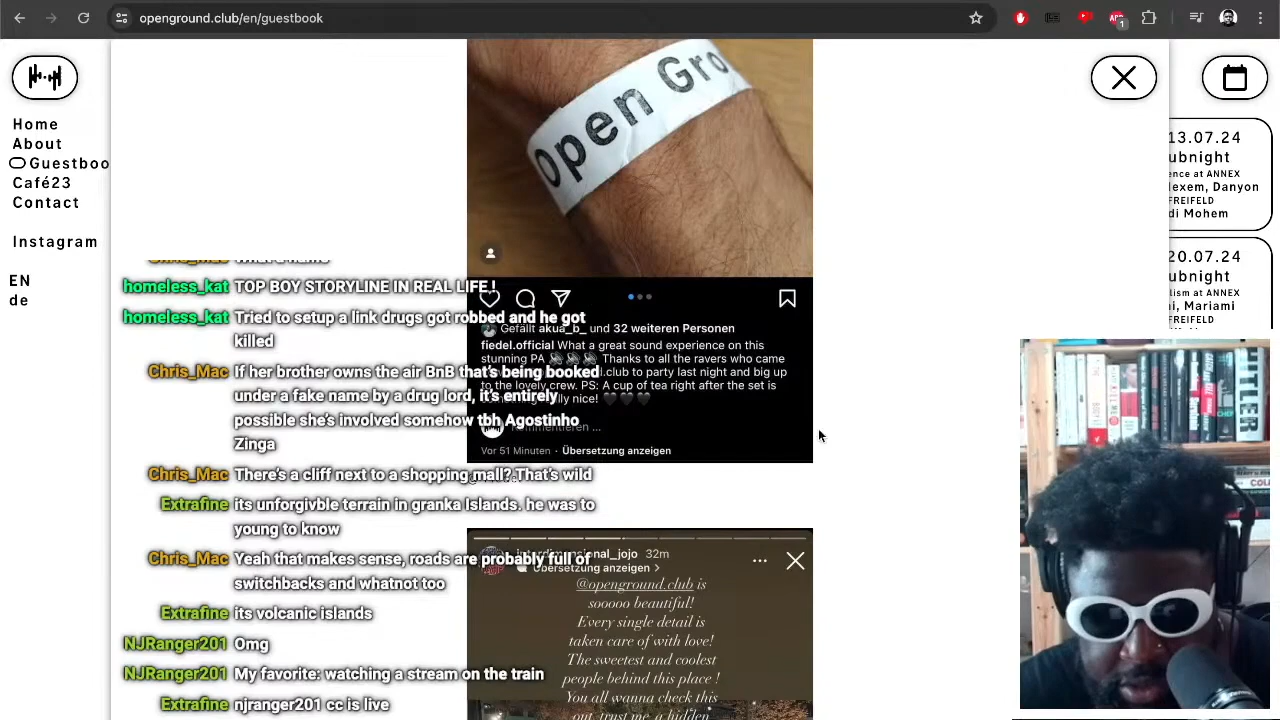 openground.club/en/guestbook
1
Home
About
Guestboo
Café23
Contact
Instagram
EN
de
Open Gro
13.07.24
ubnight
ence at ANNEX
lexem, Danyon
FREIFELD
di Mohem
20.07.24
ubnight
lism at ANNEX
i, Mariami
homeless_kat TOP BOY STORYLINE IN REAL LIFE !
homeless_kat Tried to setup a link drugs got robbed and he got
killed
Chris_Mac If her brother owns the air BnB that's being booked
under a fake name by a drug lord, it's entirely
possible she's involved somehow tbh Agostinho
Zinga
Chris_Mac There's a cliff next to a shopping mall? That's wild
Extrafine its unforgivble terrain in granka Islands. he was to
young to know
Chris_Mac Yeah that makes sense, roads are probably full of
switchbacks and whatnot too
Extrafine its volcanic islands
NJRanger201 Omg
NJRanger201 My favorite: watching a stream on the train
Extrafine njranger201 cc is live
Gefällt akua_b_ und 32 weiteren Personen
fiedel.official What a great sound experience on this
stunning PA Thanks to all the ravers who came
.club to party last night and big up
to the lovely crew. PS: A cup of tea right after the set is
lly nice!
Kommentieren ...
Vor 51 Minuten · Übersetzung anzeigen
_jojo 32m
Übersetzung anzeigen >
@openground.club is
sooooo beautiful!
Every single detail is
taken care of with love!
The sweetest and coolest
people behind this place !
You all wanna check this
out, trust me, a hidden